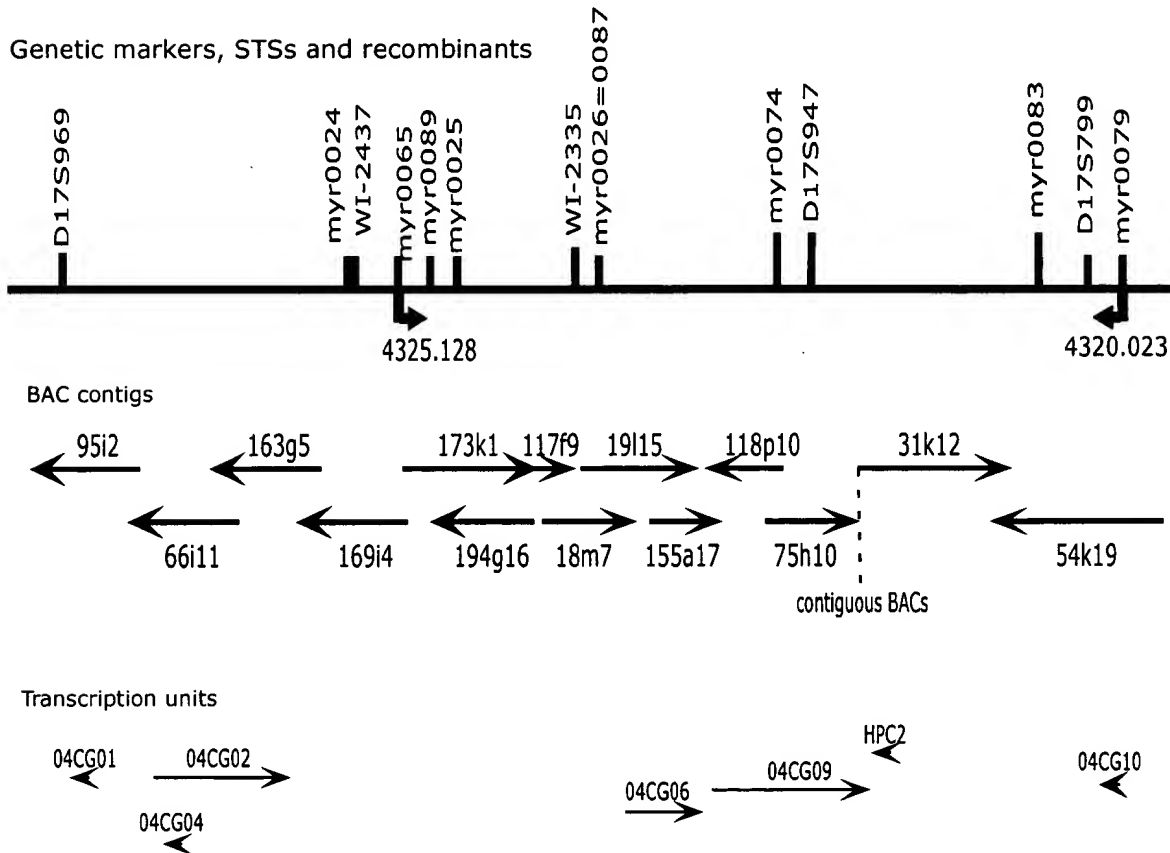 Genetic markers, STSs and recombinants
D17S969
myr0024
WI-2437
myr0065
myr0089
myr0025
WI-2335
myr0026=0087
myr0074
D17S947
myr0083
D17S799
myr0079
4325.128
4320.023
BAC contigs
95i2
163g5
173k1
117f9
19l15
118p10
31k12
66i11
169i4
194g16
18m7
155a17
75h10
54k19
contiguous BACs
Transcription units
HPC2
04CG01
04CG02
04CG06
04CG09
04CG10
04CG04